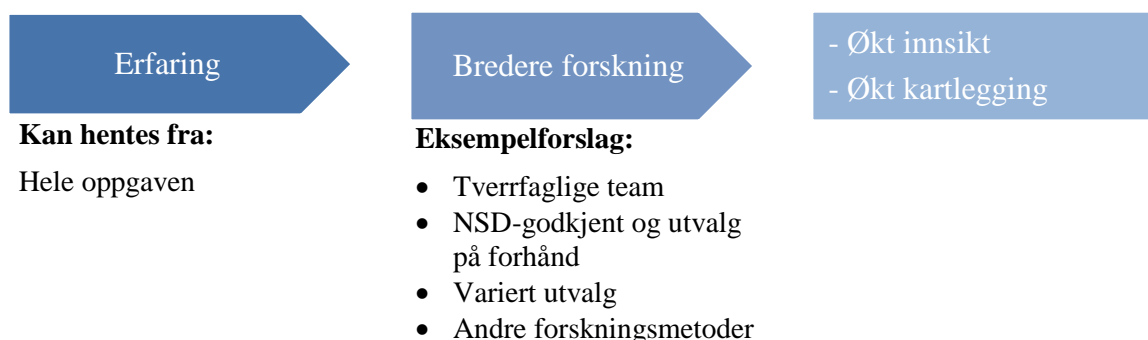 Erfaring
Kan hentes fra:
Hele oppgaven
Bredere forskning
Eksempelforslag:
• Tverrfaglige team
• NSD-godkjent og utvalg
på forhånd
• Variert utvalg
• Andre forskningsmetoder
- Økt innsikt
- Økt kartlegging